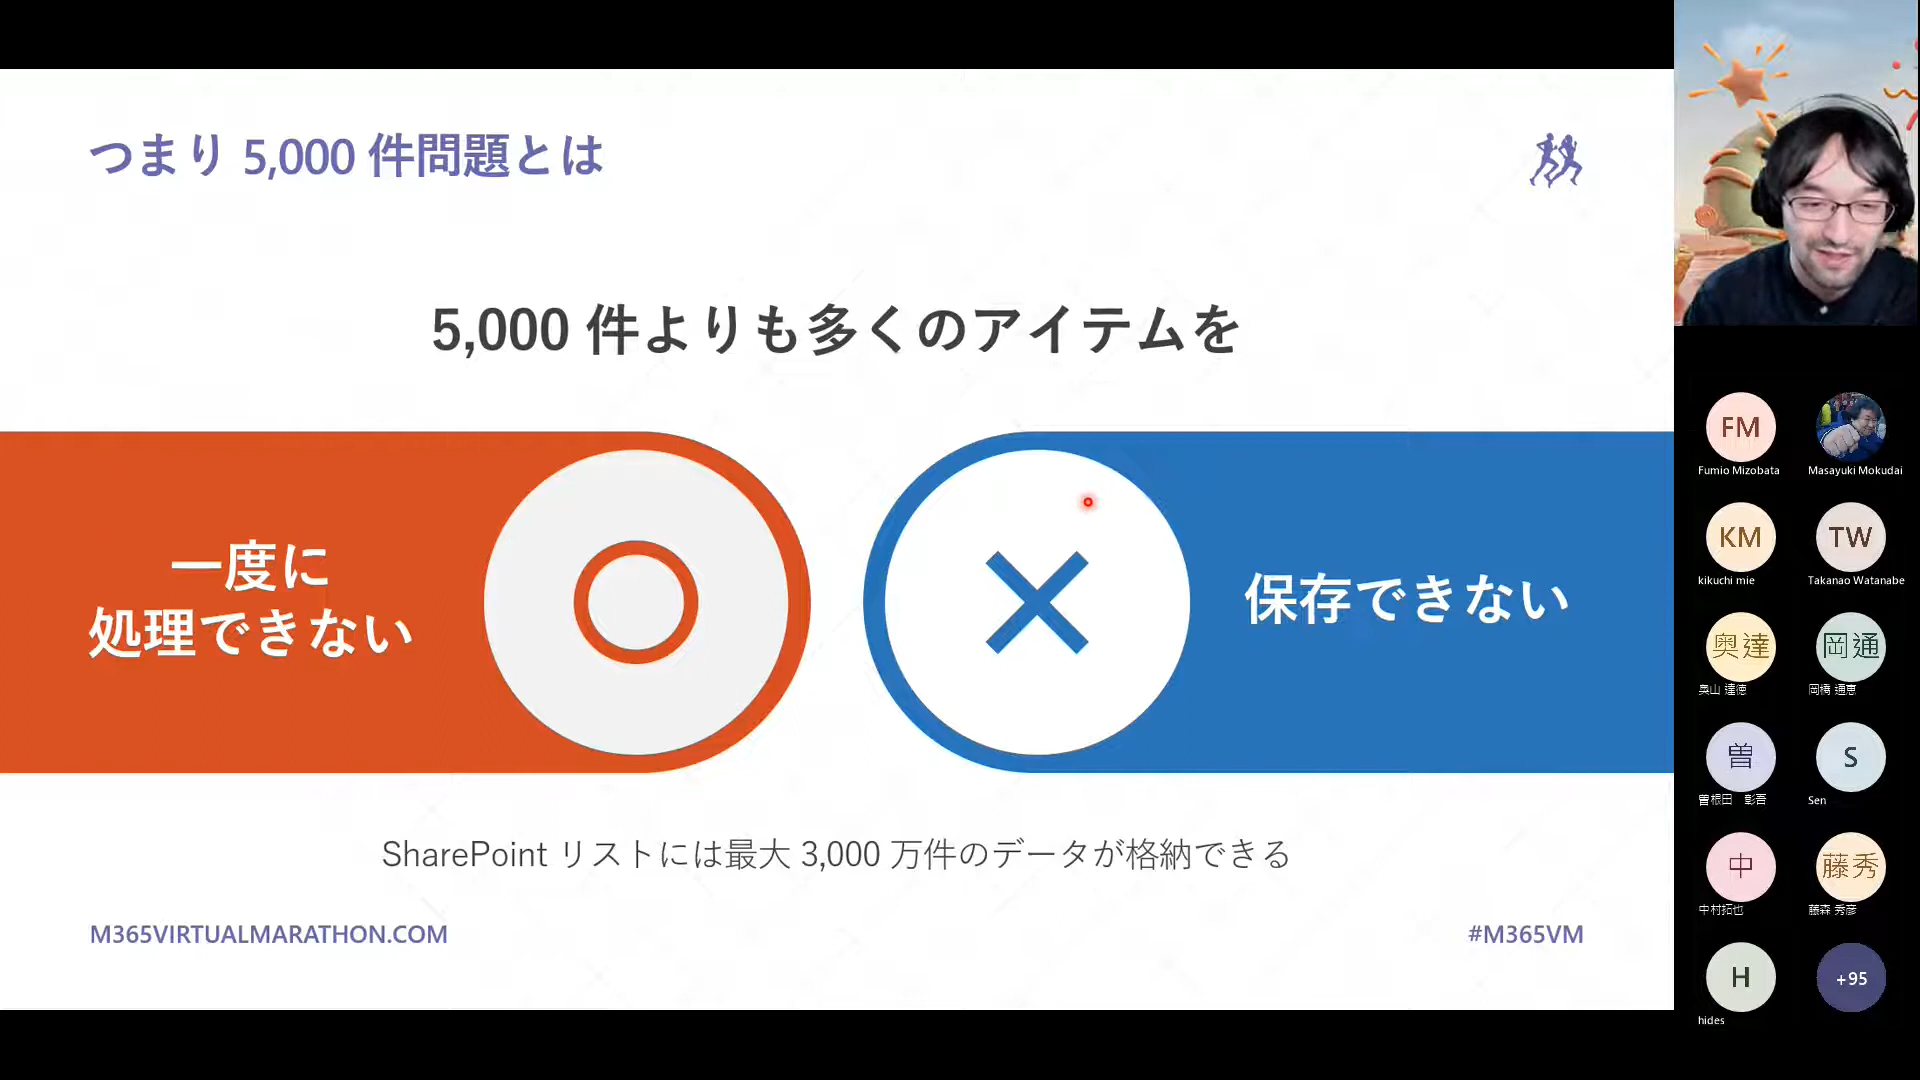 つまり 5,000 件問題とは
5,000 件よりも多くのアイテムを
一度に
処理できない
保存できない
SharePoint リストには最大 3,000 万件のデータが格納できる
M365VIRTUALMARATHON.COM
#M365VM
FM
Fumio Mizobata
Masayuki Mokudai
KM
kikuchi mie
TW
Takanao Watanabe
奥達
奥山 達徳
岡通
岡橋 通恵
曽
曽根田 彰吾
S
Sen
中
中村拓也
藤秀
藤森 秀彦
H
hides
+95